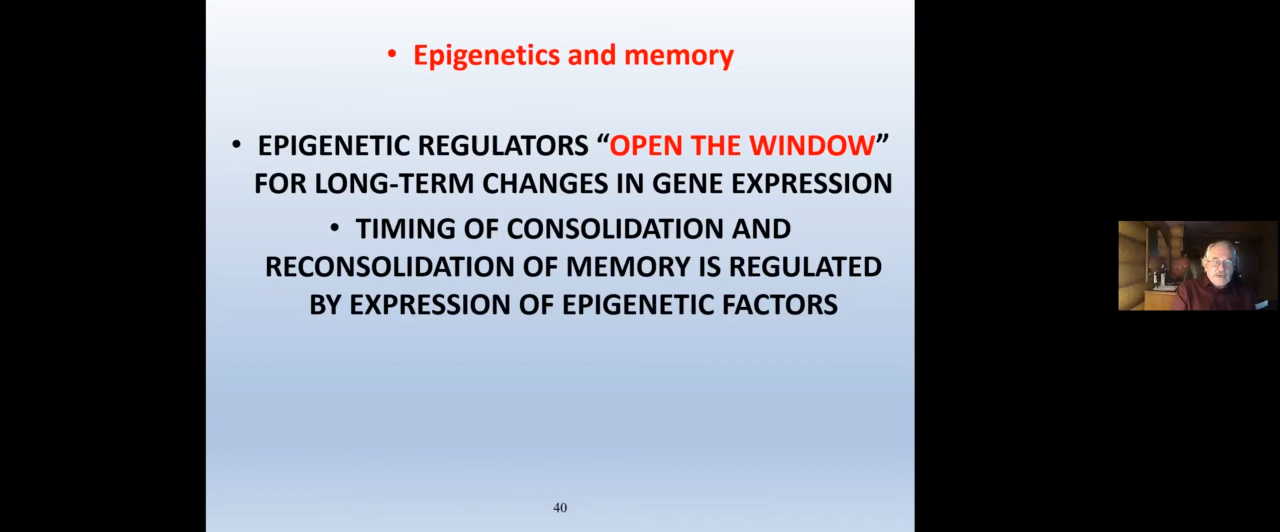 • Epigenetics and memory
• EPIGENETIC REGULATORS “OPEN THE WINDOW”
FOR LONG-TERM CHANGES IN GENE EXPRESSION
• TIMING OF CONSOLIDATION AND
RECONSOLIDATION OF MEMORY IS REGULATED
BY EXPRESSION OF EPIGENETIC FACTORS
40